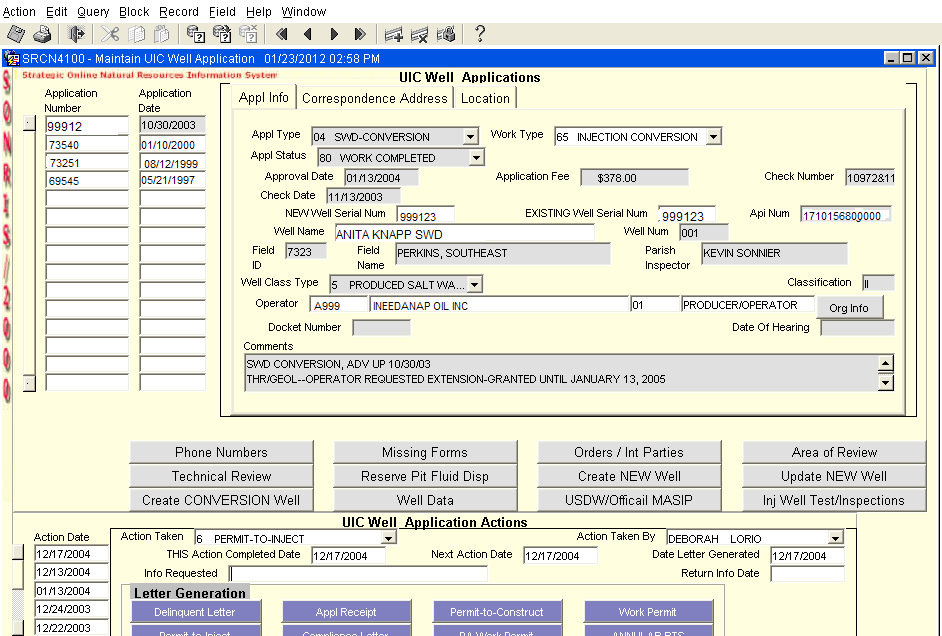 Action Edit Query Block Record Field Help Window
SRCN4100 - Maintain UIC Well Application 01/23/2012 02:58 PM
Strategic Online Natural Resources Information System
SONRIS//2000
UIC Well Applications
Application Number
Application Date
99912 10/30/2003
73540 01/10/2000
73251 08/12/1999
69545 05/21/1997
Appl Info Correspondence Address Location
Appl Type 04 SWD-CONVERSION Work Type 65 INJECTION CONVERSION
Appl Status 80 WORK COMPLETED
Approval Date 01/13/2004 Application Fee $378.00 Check Number 10972&11
Check Date 11/13/2003
NEW Well Serial Num 999123 EXISTING Well Serial Num 999123 Api Num 1710156800000
Well Name ANITA KNAPP SWD Well Num 001
Field ID 7323 Field Name PERKINS, SOUTHEAST Parish Inspector KEVIN SONNIER
Well Class Type 5 PRODUCED SALT WA... Classification II
Operator A999 INEEDANAP OIL INC 01 PRODUCER/OPERATOR Org Info
Docket Number Date Of Hearing
Comments
SWD CONVERSION, ADV UP 10/30/03
THR/GEOL--OPERATOR REQUESTED EXTENSION-GRANTED UNTIL JANUARY 13, 2005
Phone Numbers Missing Forms Orders / Int Parties Area of Review
Technical Review Reserve Pit Fluid Disp Create NEW Well Update NEW Well
Create CONVERSION Well Well Data USDW/Officail MASIP Inj Well Test/Inspections
UIC Well Application Actions
Action Date
12/17/2004
12/13/2004
01/13/2004
12/24/2003
12/22/2003
Action Taken 6 PERMIT-TO-INJECT Action Taken By DEBORAH LORIO
THIS Action Completed Date 12/17/2004 Next Action Date 12/17/2004 Date Letter Generated 12/17/2004
Info Requested Return Info Date
Letter Generation
Delinquent Letter Appl Receipt Permit-to-Construct Work Permit
Permit-to-Inject Compliance Letter Work Permit